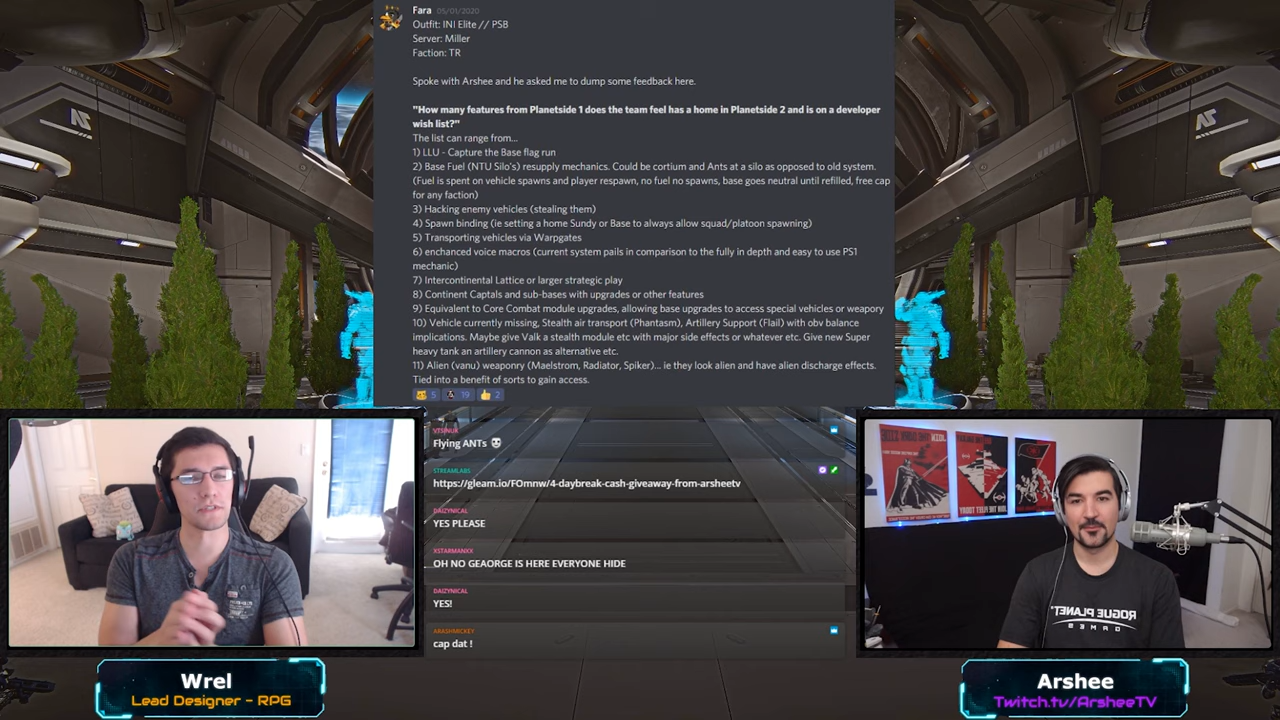 Fara 05/01/2020
Outfit: INI Elite // PSB
Server: Miller
Faction: TR
Spoke with Arshee and he asked me to dump some feedback here.
"How many features from Planetside 1 does the team feel has a home in Planetside 2 and is on a developer
wish list?"
The list can range from...
1) LLU - Capture the Base flag run
2) Base Fuel (NTU Silo's) resupply mechanics. Could be cortium and Ants at a silo as opposed to old system.
(Fuel is spent on vehicle spawns and player respawn, no fuel no spawns, base goes neutral until refilled, free cap
for any faction)
3) Hacking enemy vehicles (stealing them)
4) Spawn binding (ie setting a home Sundy or Base to always allow squad/platoon spawning)
5) Transporting vehicles via Warpgates
6) enchanced voice macros (current system pails in comparison to the fully in depth and easy to use PS1
mechanic)
7) Intercontinental Lattice or larger strategic play
8) Continent Captals and sub-bases with upgrades or other features
9) Equivalent to Core Combat module upgrades, allowing base upgrades to access special vehicles or weapory
10) Vehicle currently missing, Stealth air transport (Phantasm), Artillery Support (Flail) with obv balance
implications. Maybe give Valk a stealth module etc with major side effects or whatever etc. Give new Super
heavy tank an artillery cannon as alternative etc.
11) Alien (vanu) weaponry (Maelstrom, Radiator, Spiker)... ie they look alien and have alien discharge effects.
Tied into a benefit of sorts to gain access.
5 19 2
Flying ANTs
STREAMLABS
https://gleam.io/FOmnw/4-daybreak-cash-giveaway-from-arsheetv
DAIZYNICAL
YES PLEASE
XSTARMANXX
OH NO GEAORGE IS HERE EVERYONE HIDE
DAIZYNICAL
YES!
ARASHMICKEY
cap dat !
ROGUE PLANET
GAMES
Wrel
Lead Designer - RPG
Arshee
Twitch.tv/ArsheeTV